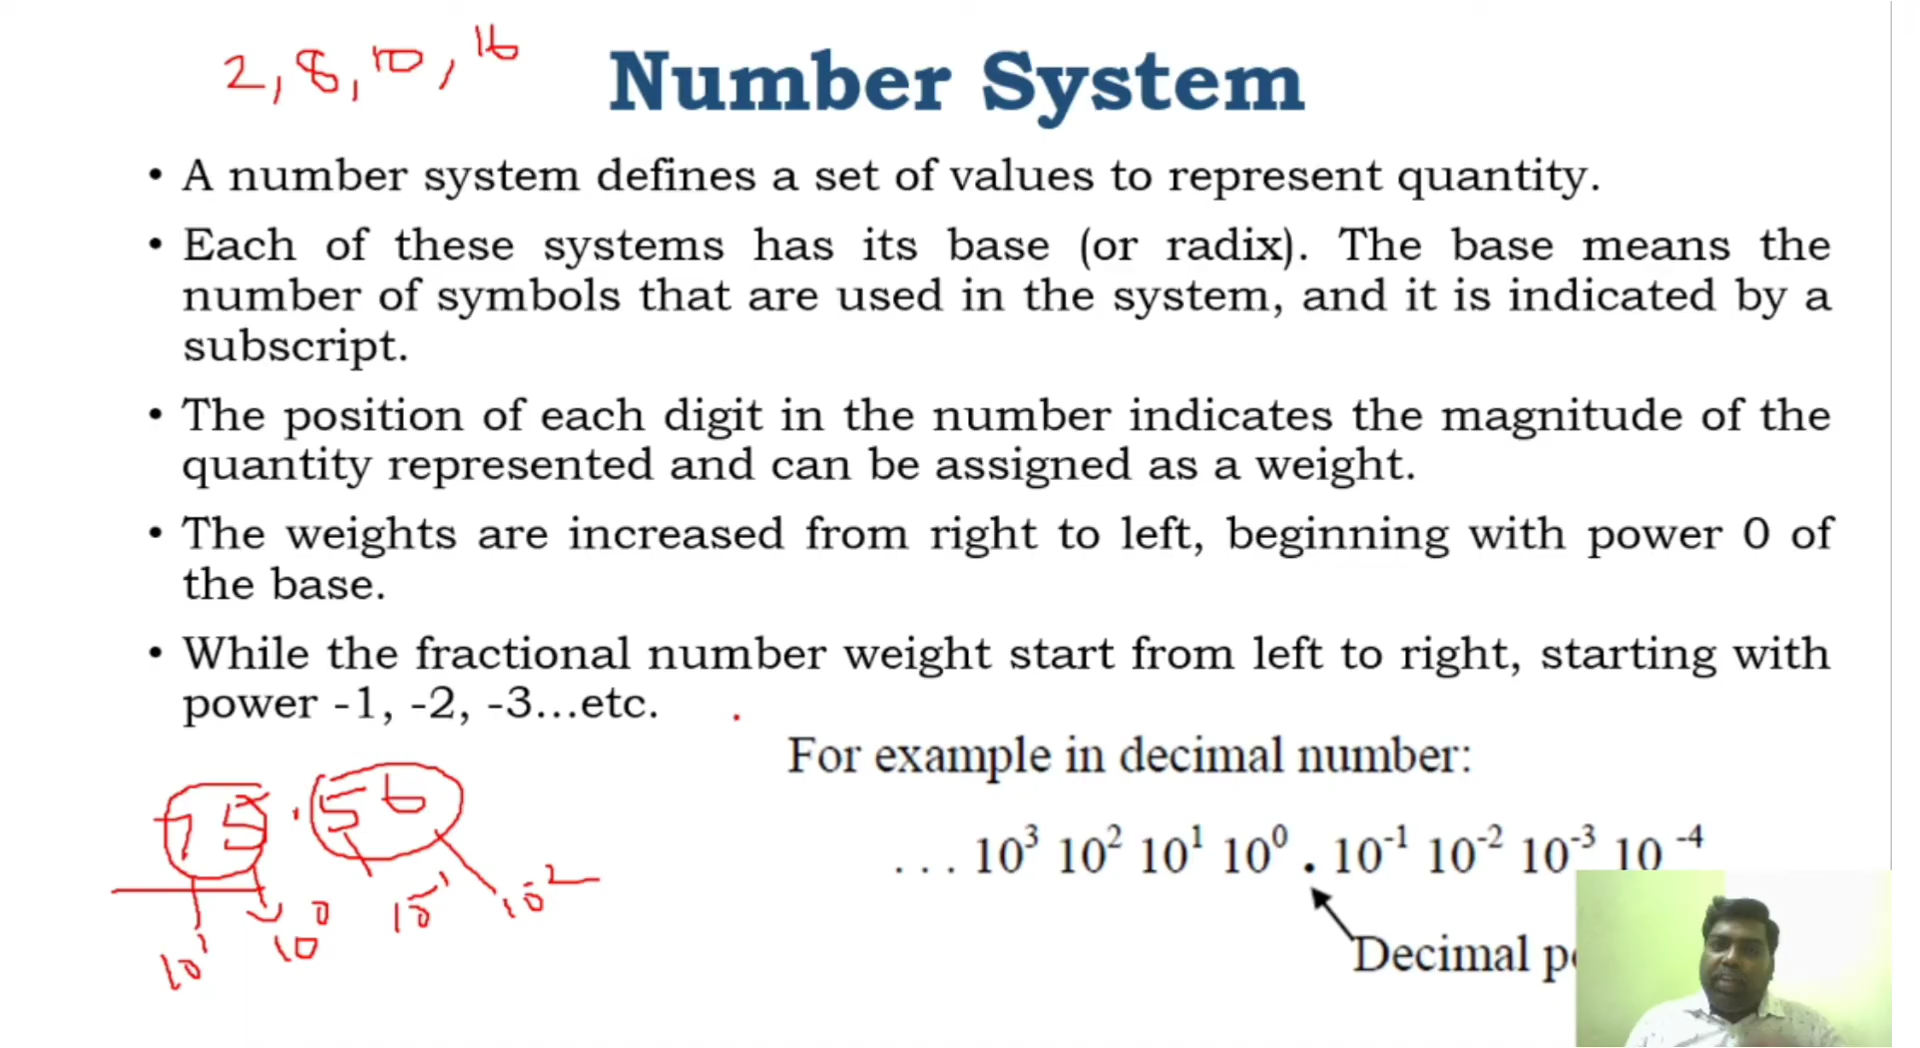 2, 8, 10, 16
Number System
• A number system defines a set of values to represent quantity.
• Each of these systems has its base (or radix). The base means the
number of symbols that are used in the system, and it is indicated by a
subscript.
• The position of each digit in the number indicates the magnitude of the
quantity represented and can be assigned as a weight.
• The weights are increased from right to left, beginning with power 0 of
the base.
• While the fractional number weight start from left to right, starting with
power -1, -2, -3...etc.
For example in decimal number:
75.56
... 10³ 10² 10¹ 10⁰ . 10⁻¹ 10⁻² 10⁻³ 10⁻⁴
10¹ 10⁰ 10⁻¹ 10⁻²
Decimal